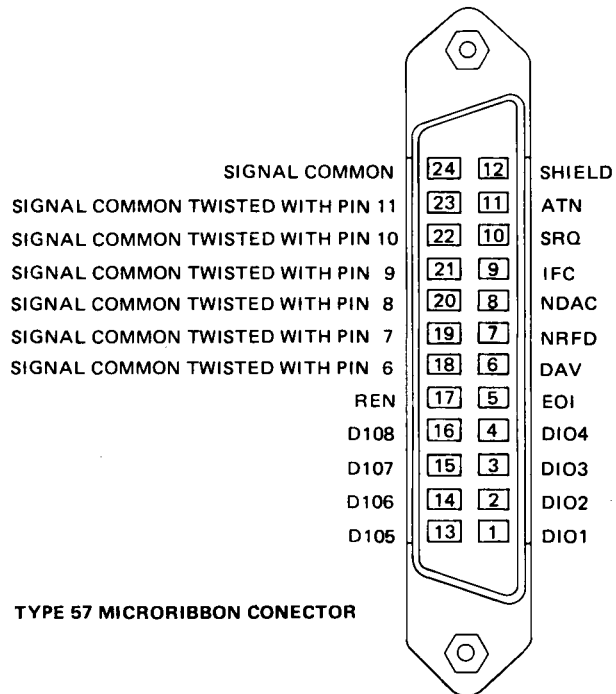 SIGNAL COMMON 24 12 SHIELD
SIGNAL COMMON TWISTED WITH PIN 11 23 11 ATN
SIGNAL COMMON TWISTED WITH PIN 10 22 10 SRQ
SIGNAL COMMON TWISTED WITH PIN 9 21 9 IFC
SIGNAL COMMON TWISTED WITH PIN 8 20 8 NDAC
SIGNAL COMMON TWISTED WITH PIN 7 19 7 NRFD
SIGNAL COMMON TWISTED WITH PIN 6 18 6 DAV
REN 17 5 EOI
D108 16 4 DIO4
D107 15 3 DIO3
D106 14 2 DIO2
D105 13 1 DIO1
TYPE 57 MICRORIBBON CONECTOR